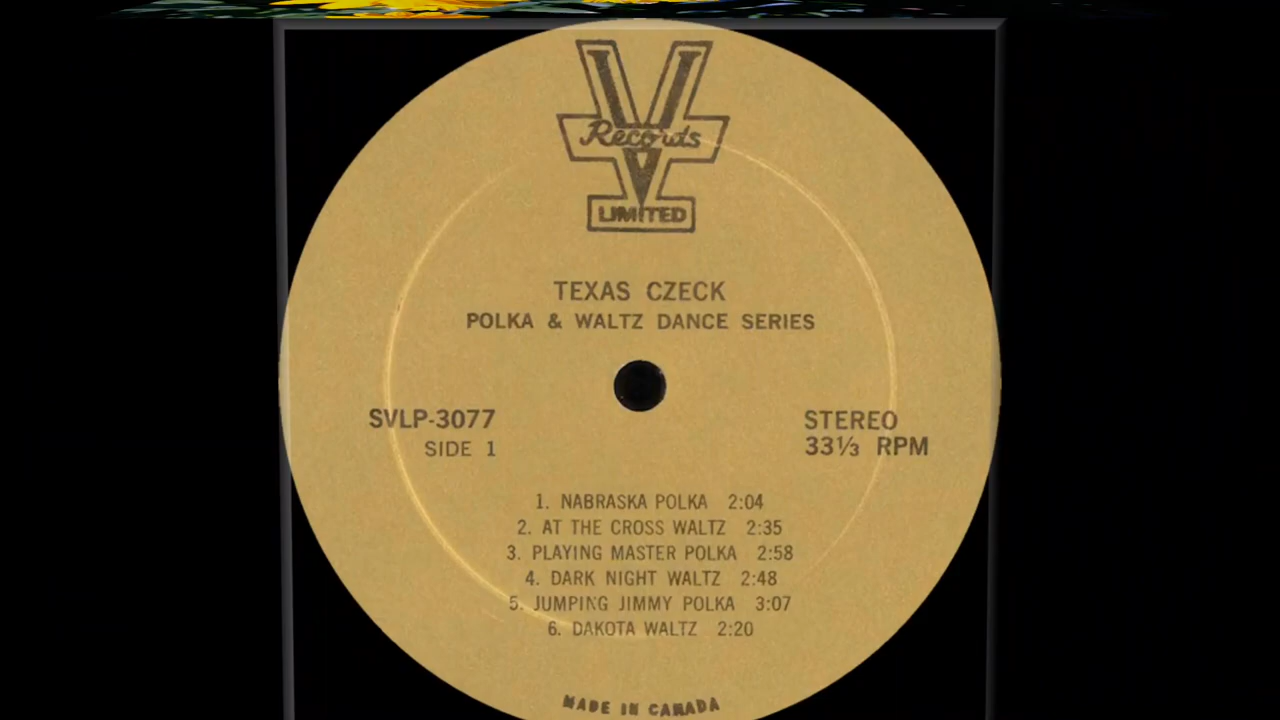 V
Records
LIMITED
TEXAS CZECK
POLKA & WALTZ DANCE SERIES
SVLP-3077
SIDE 1
STEREO
33⅓ RPM
1. NABRASKA POLKA 2:04
2. AT THE CROSS WALTZ 2:35
3. PLAYING MASTER POLKA 2:58
4. DARK NIGHT WALTZ 2:48
5. JUMPING JIMMY POLKA 3:07
6. DAKOTA WALTZ 2:20
MADE IN CANADA